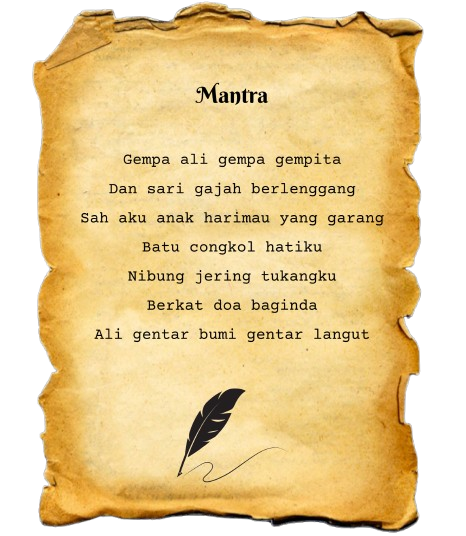 Mantra
Gempa ali gempa gempita
Dan sari gajah berlenggang
Sah aku anak harimau yang garang
Batu congkol hatiku
Nibung jering tukangku
Berkat doa baginda
Ali gentar bumi gentar langut